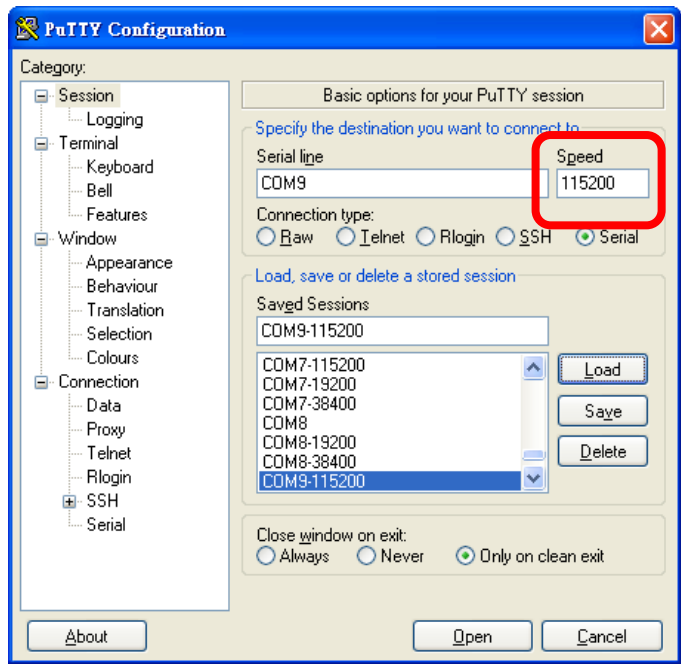 PuTTY Configuration
Category:
Session
Logging
Terminal
Keyboard
Bell
Features
Window
Appearance
Behaviour
Translation
Selection
Colours
Connection
Data
Proxy
Telnet
Rlogin
SSH
Serial
Basic options for your PuTTY session
Specify the destination you want to connect to
Serial line Speed
COM9 115200
Connection type:
Raw Telnet Rlogin SSH Serial
Load, save or delete a stored session
Saved Sessions
COM9-115200
COM7-115200
COM7-19200
COM7-38400
COM8
COM8-19200
COM8-38400
COM9-115200
Load
Save
Delete
Close window on exit:
Always Never Only on clean exit
About Open Cancel